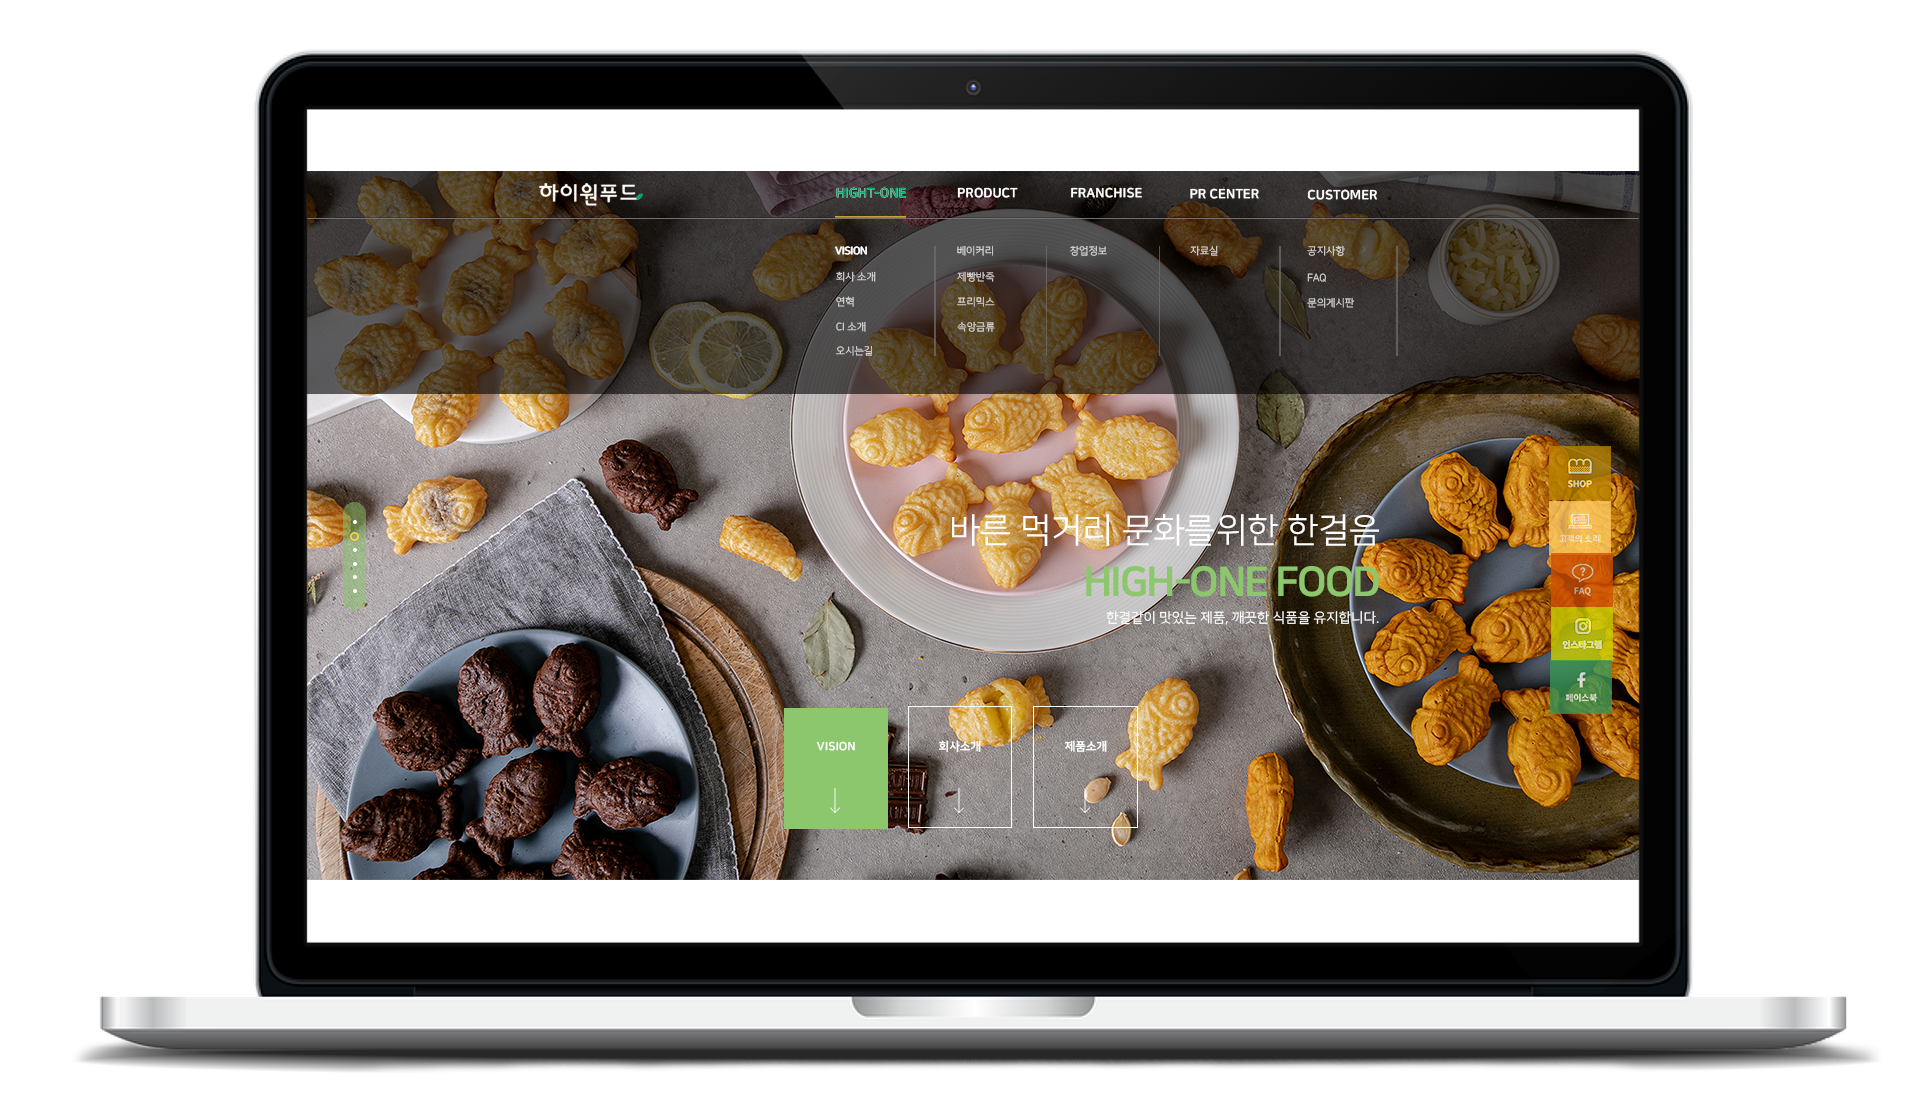 하이원푸드
HIGHT-ONE
PRODUCT
FRANCHISE
PR CENTER
CUSTOMER
VISION
회사 소개
연혁
CI 소개
오시는길
베이커리
제빵반죽
프리믹스
속앙금류
창업정보
자료실
공지사항
FAQ
문의게시판
바른 먹거리 문화를위한 한걸음
HIGH-ONE FOOD
한결같이 맛있는 제품, 깨끗한 식품을 유지합니다.
SHOP
고객의 소리
FAQ
인스타그램
페이스북
VISION
회사소개
제품소개